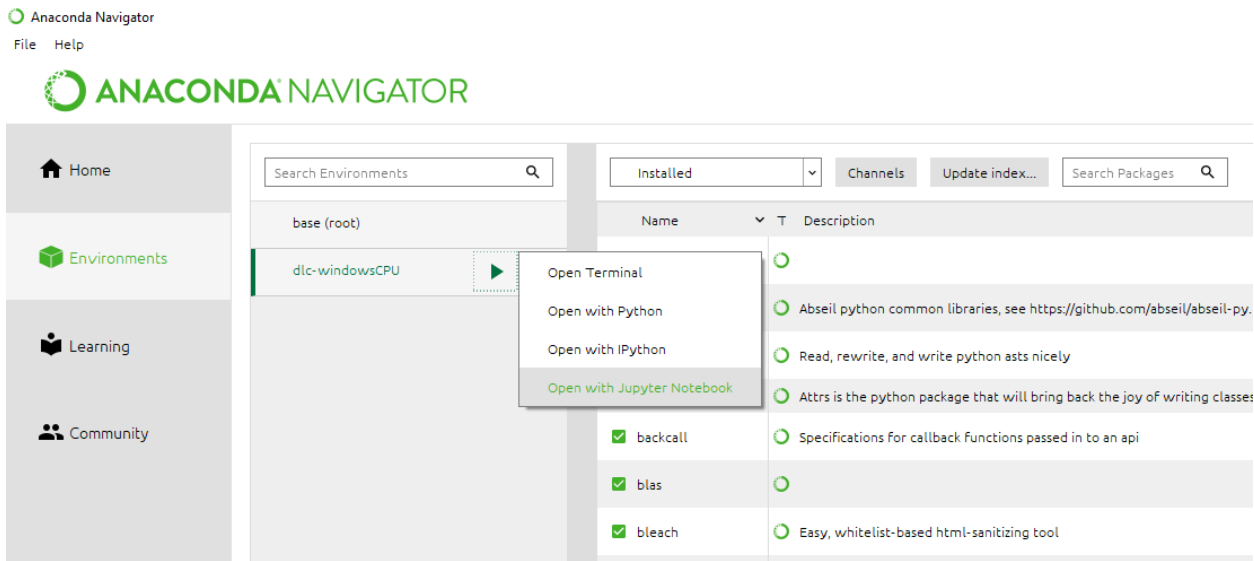 Anaconda Navigator
File Help
ANACONDA NAVIGATOR
Home
Environments
Learning
Community
Search Environments
base (root)
dlc-windowsCPU
Open Terminal
Open with Python
Open with IPython
Open with Jupyter Notebook
Installed Channels Update index... Search Packages
Name T Description
Abseil python common libraries, see https://github.com/abseil/abseil-py.
Read, rewrite, and write python asts nicely
Attrs is the python package that will bring back the joy of writing classes
backcall Specifications for callback functions passed in to an api
blas
bleach Easy, whitelist-based html-sanitizing tool